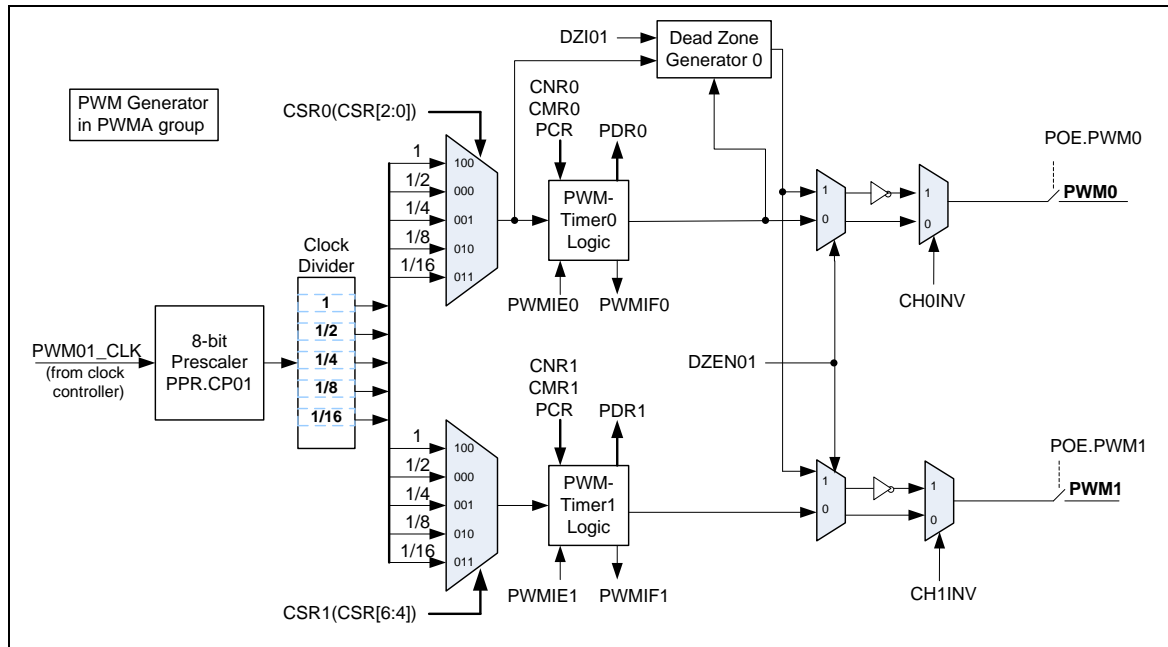 DZI01
Dead Zone
Generator 0
PWM Generator
in PWMA group
CSR0(CSR[2:0])
CNR0
CMR0
PCR
PDR0
POE.PWM0
1
100
1/2
000
1/4
001
1/8
010
1/16
011
PWM-
Timer0
Logic
1
0
1
0
PWM0
PWMIE0
PWMIF0
CH0INV
Clock
Divider
1
1/2
1/4
1/8
1/16
PWM01_CLK
(from clock
controller)
8-bit
Prescaler
PPR.CP01
DZEN01
CNR1
CMR1
PCR
PDR1
POE.PWM1
1
100
1/2
000
1/4
001
1/8
010
1/16
011
PWM-
Timer1
Logic
1
0
1
0
PWM1
PWMIE1
PWMIF1
CH1INV
CSR1(CSR[6:4])